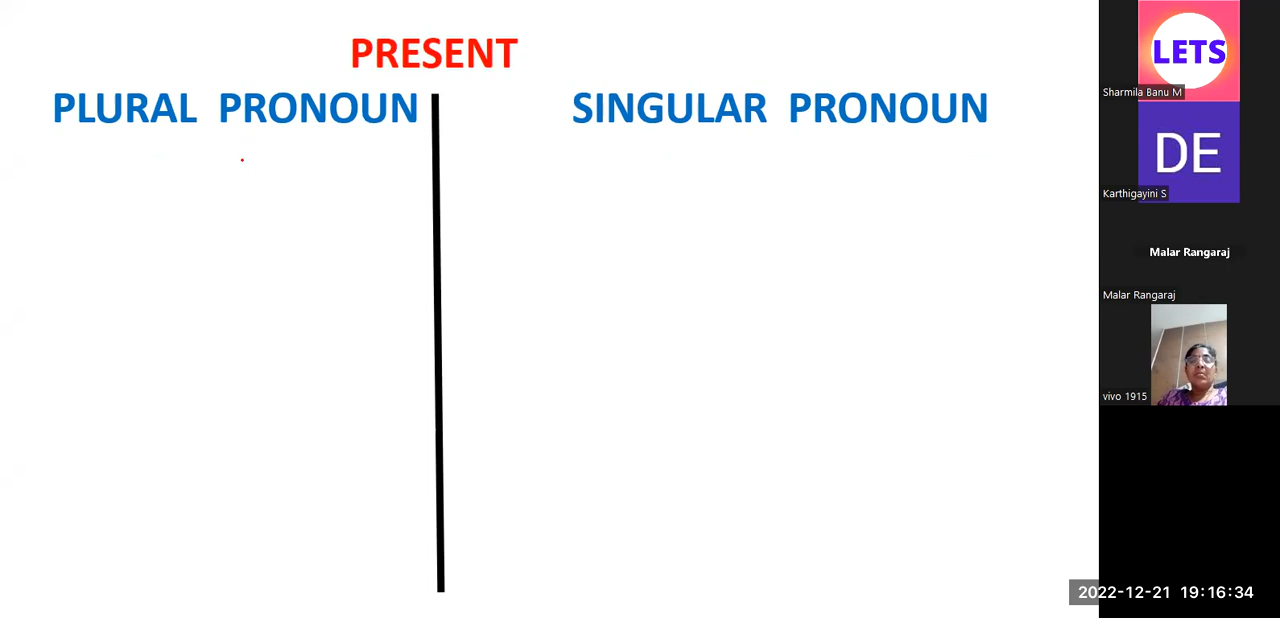 PRESENT
PLURAL PRONOUN
SINGULAR PRONOUN
LETS
Sharmila Banu M
DE
Karthigayini S
Malar Rangaraj
Malar Rangaraj
vivo 1915
2022-12-21 19:16:34